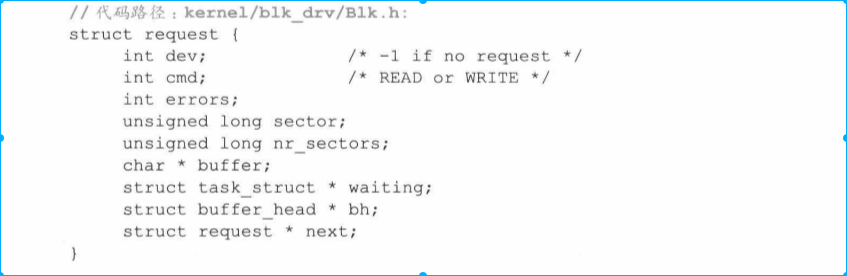 // 代码路径：kernel/blk_drv/Blk.h:
struct request {
int dev; /* -1 if no request */
int cmd; /* READ or WRITE */
int errors;
unsigned long sector;
unsigned long nr_sectors;
char * buffer;
struct task_struct * waiting;
struct buffer_head * bh;
struct request * next;
}